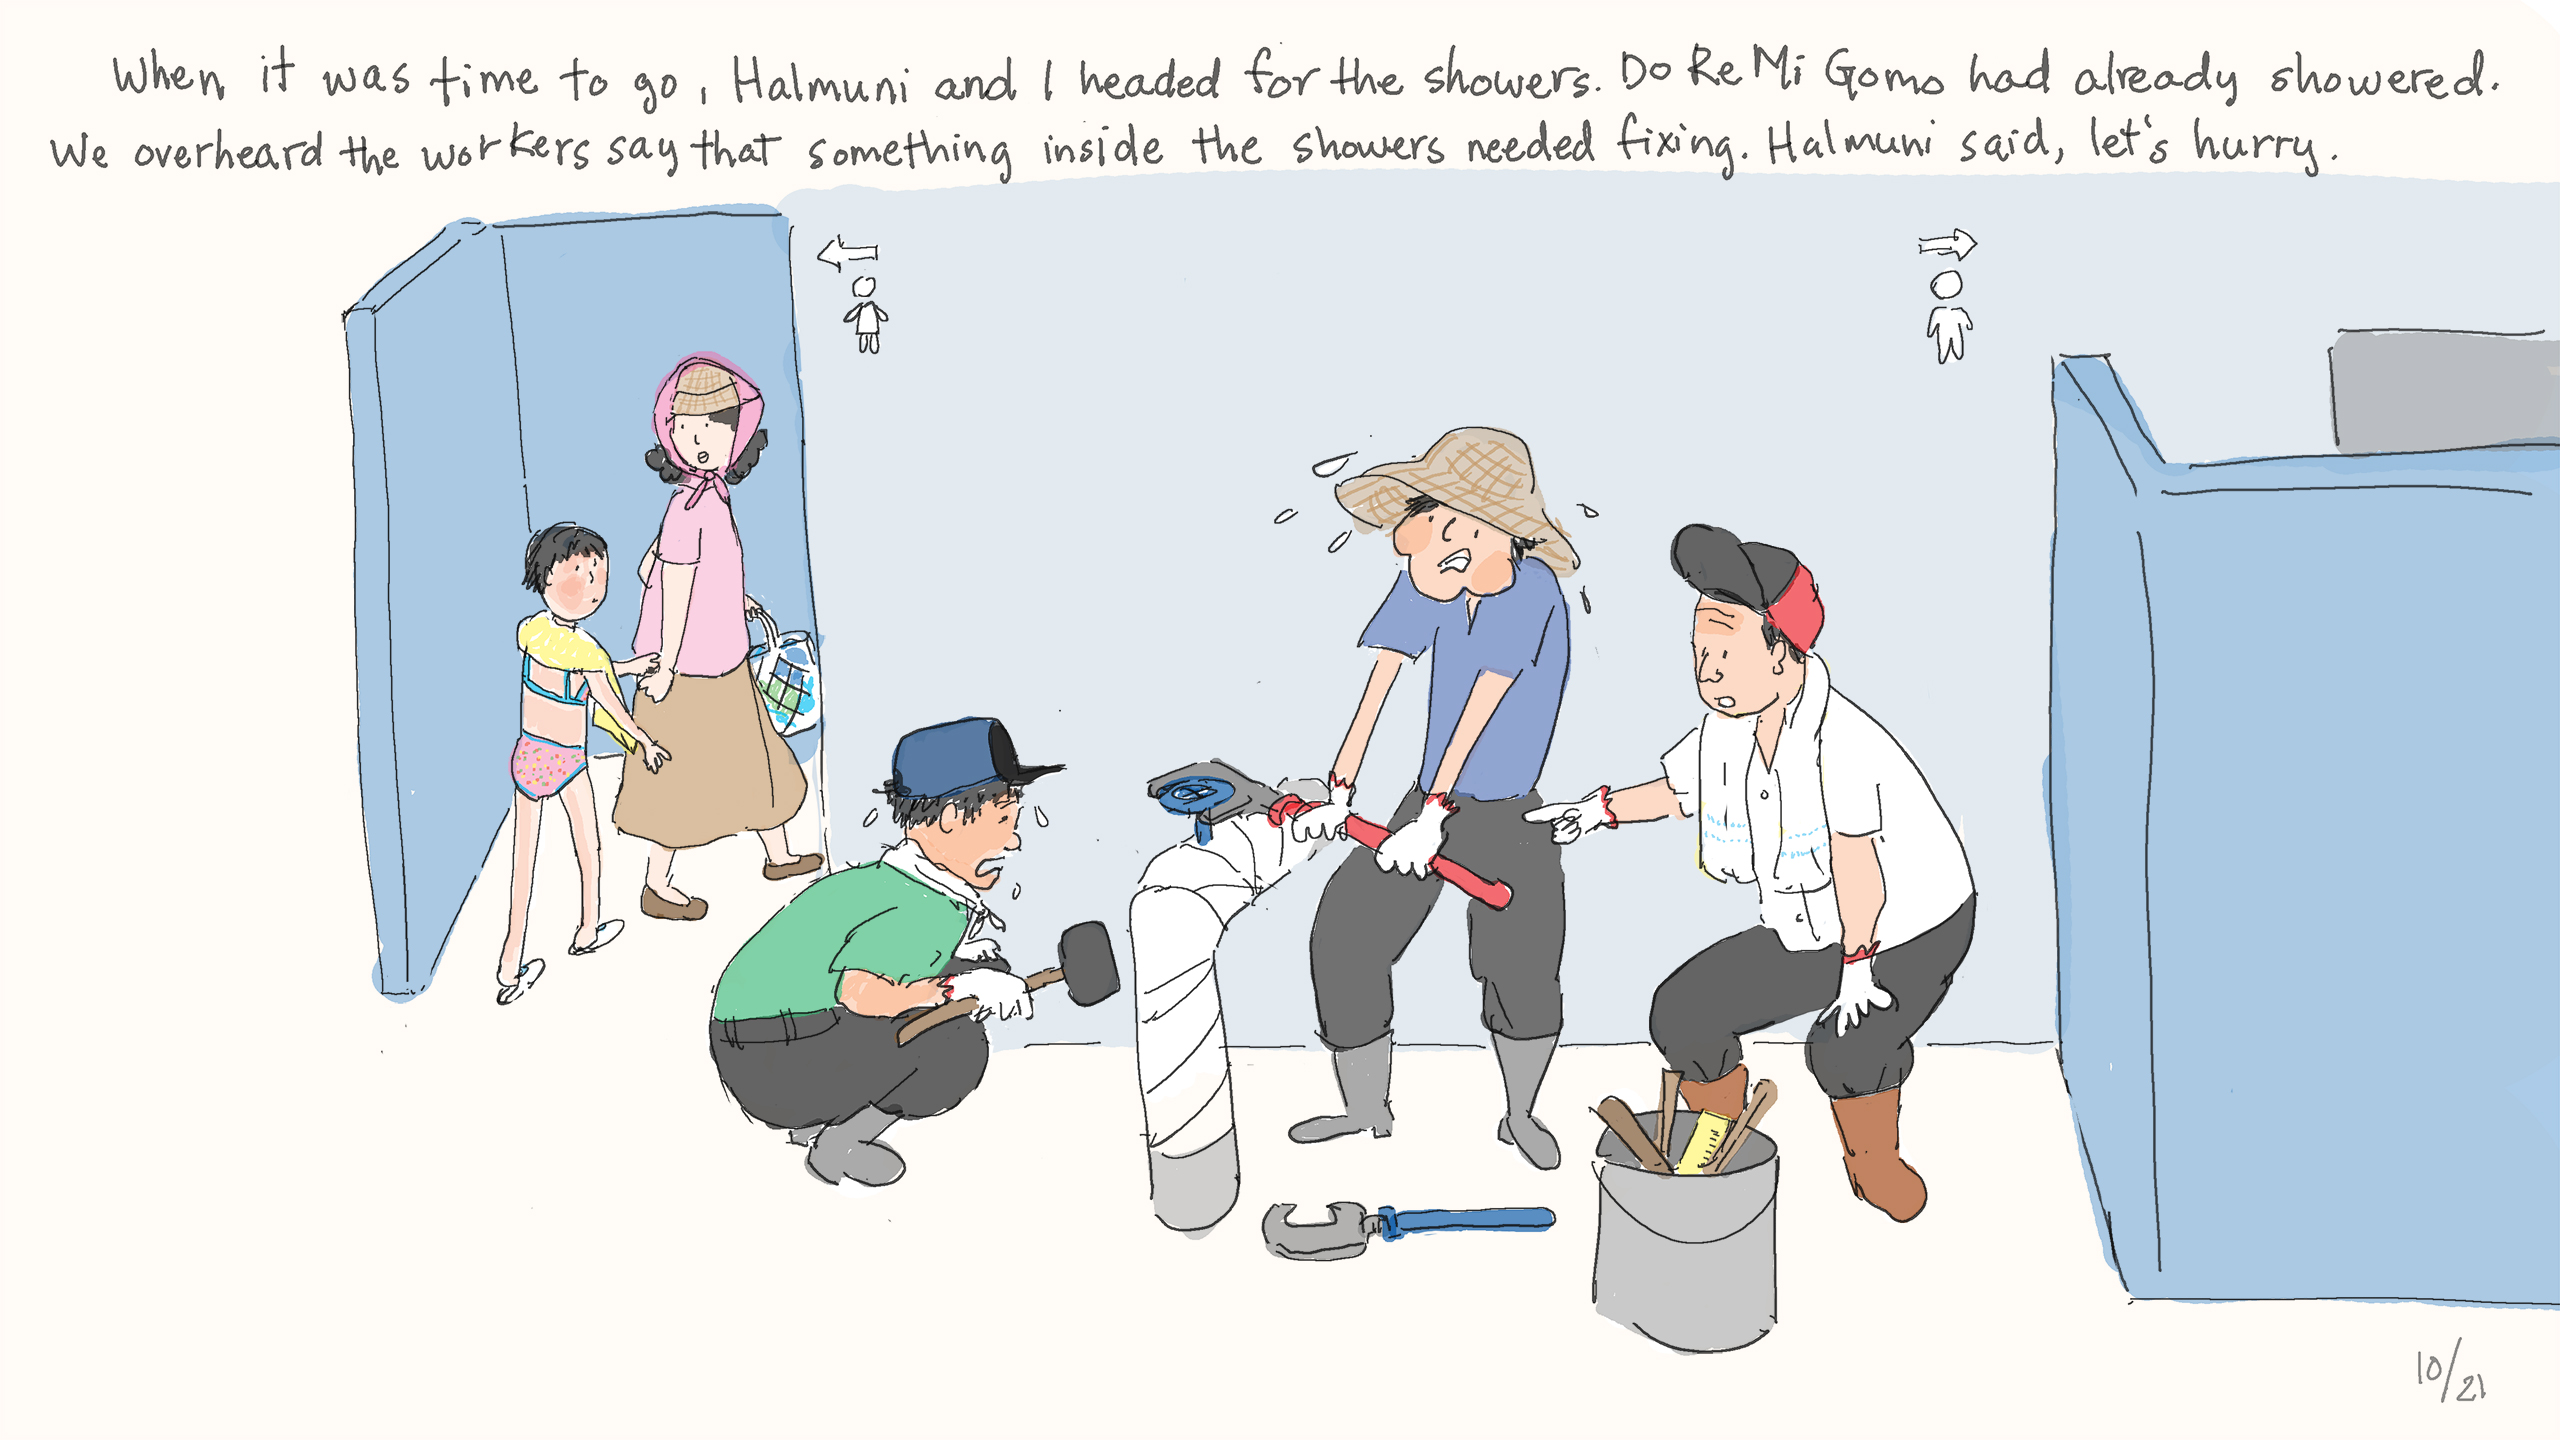 When it was time to go, Halmuni and I headed for the showers. Do Re Mi Gomo had already showered.
We overheard the workers say that something inside the showers needed fixing. Halmuni said, let's hurry.
10/21